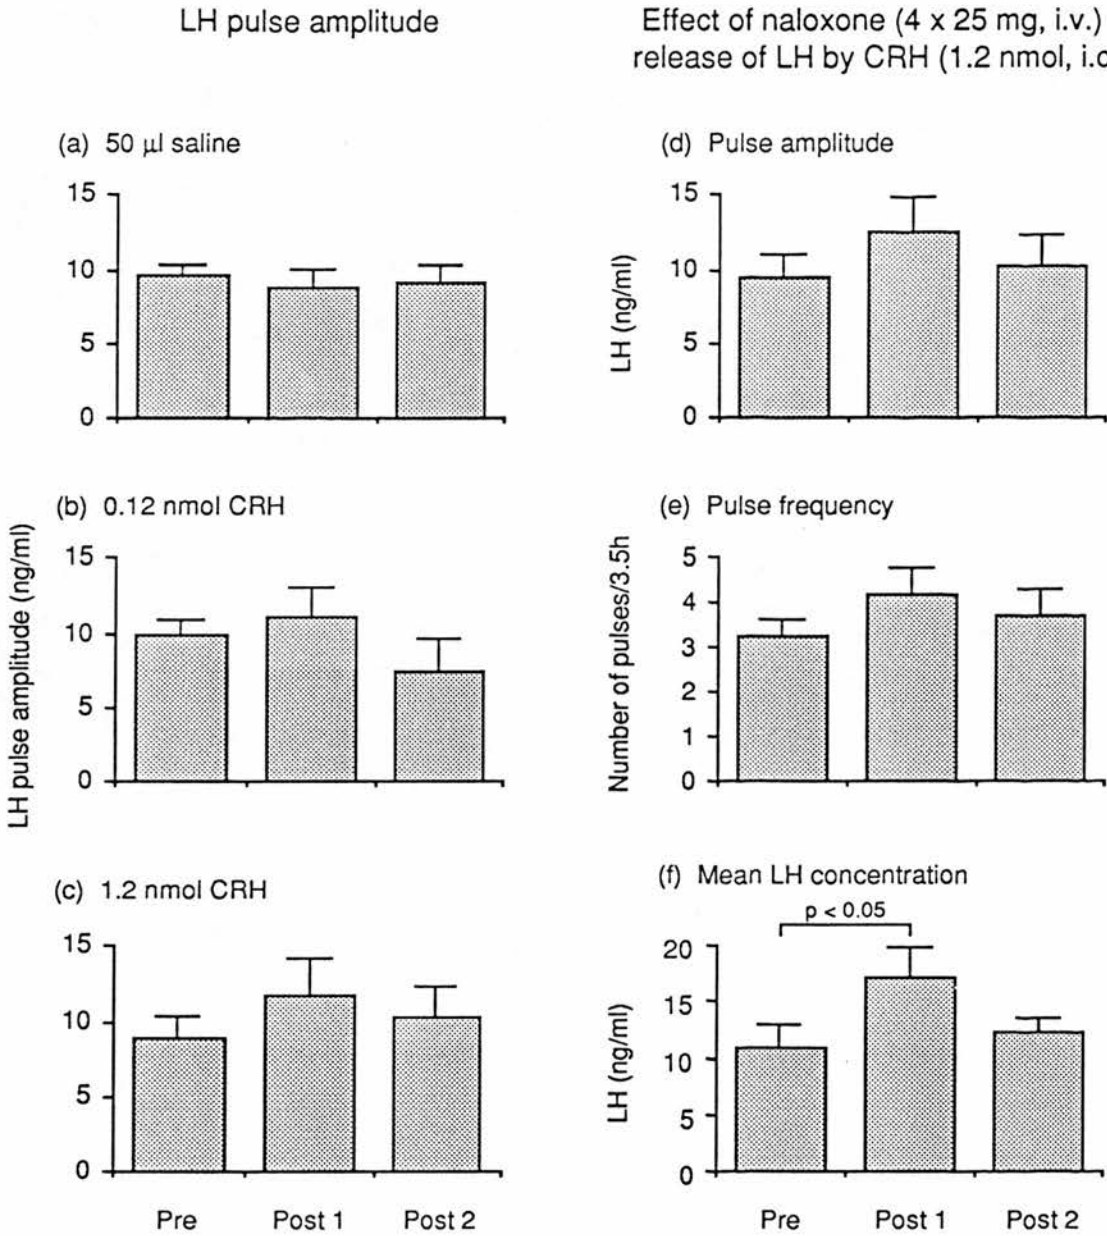 LH pulse amplitude
Effect of naloxone (4 x 25 mg, i.v.)
release of LH by CRH (1.2 nmol, i.c
(a) 50 µl saline
15
10
5
0
(b) 0.12 nmol CRH
15
10
5
0
LH pulse amplitude (ng/ml)
(c) 1.2 nmol CRH
15
10
5
0
Pre Post 1 Post 2
(d) Pulse amplitude
15
10
5
0
LH (ng/ml)
(e) Pulse frequency
5
4
3
2
1
0
Number of pulses/3.5h
(f) Mean LH concentration
p < 0.05
20
15
10
5
0
LH (ng/ml)
Pre Post 1 Post 2